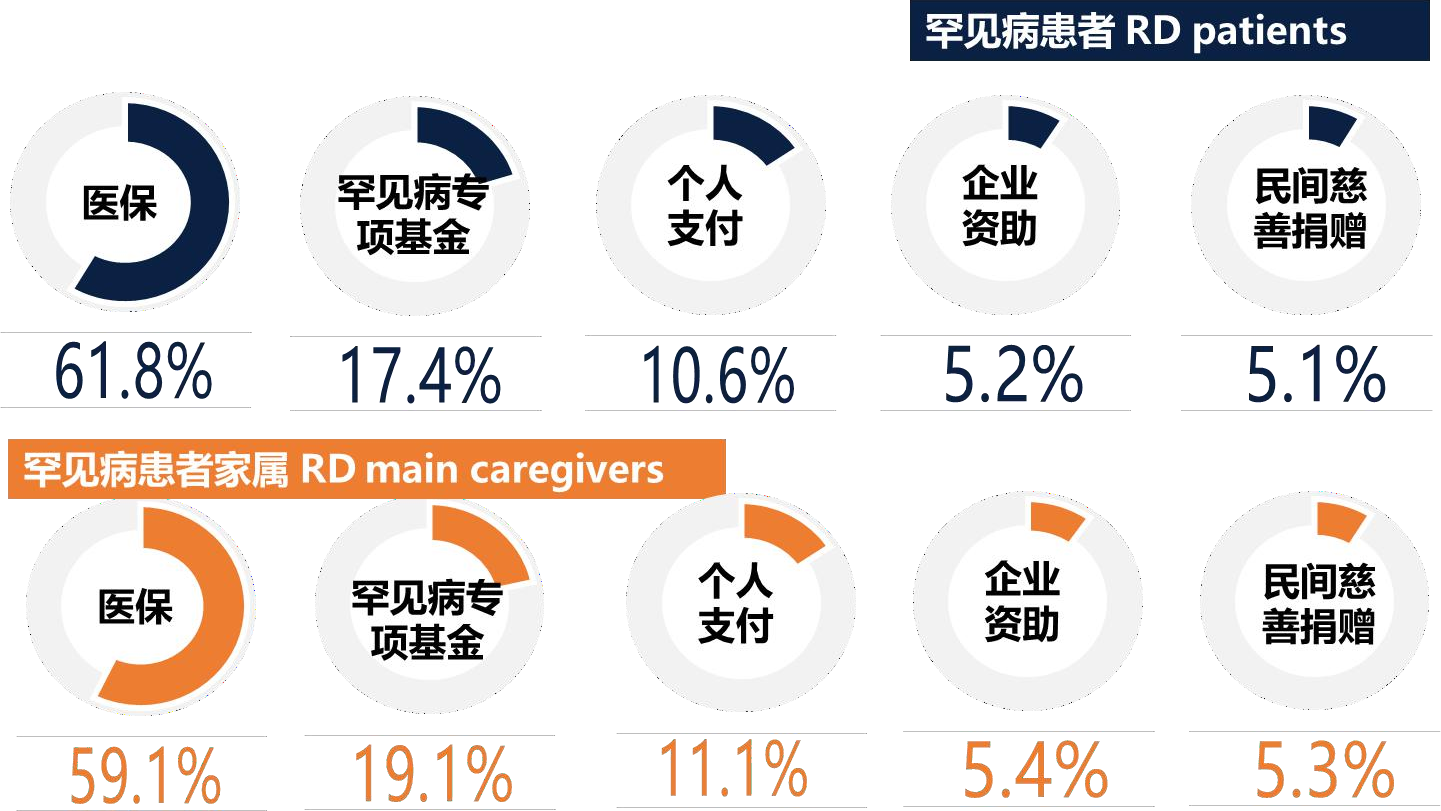 罕见病患者 RD patients
医保
罕见病专
项基金
个人
支付
企业
资助
民间慈
善捐赠
61.8%
17.4%
10.6%
5.2%
5.1%
罕见病患者家属 RD main caregivers
医保
罕见病专
项基金
个人
支付
企业
资助
民间慈
善捐赠
59.1%
19.1%
11.1%
5.4%
5.3%